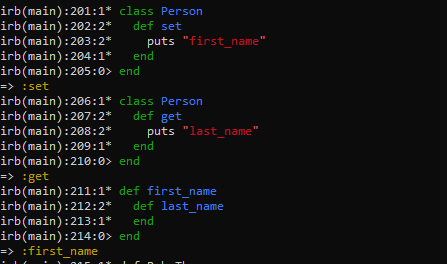 irb(main):201:1* class Person
irb(main):202:2*   def set
irb(main):203:2*     puts "first_name"
irb(main):204:1*   end
irb(main):205:0> end
=> :set
irb(main):206:1* class Person
irb(main):207:2*   def get
irb(main):208:2*     puts "last_name"
irb(main):209:1*   end
irb(main):210:0> end
=> :get
irb(main):211:1* def first_name
irb(main):212:2*   def last_name
irb(main):213:1*   end
irb(main):214:0> end
=> :first_name